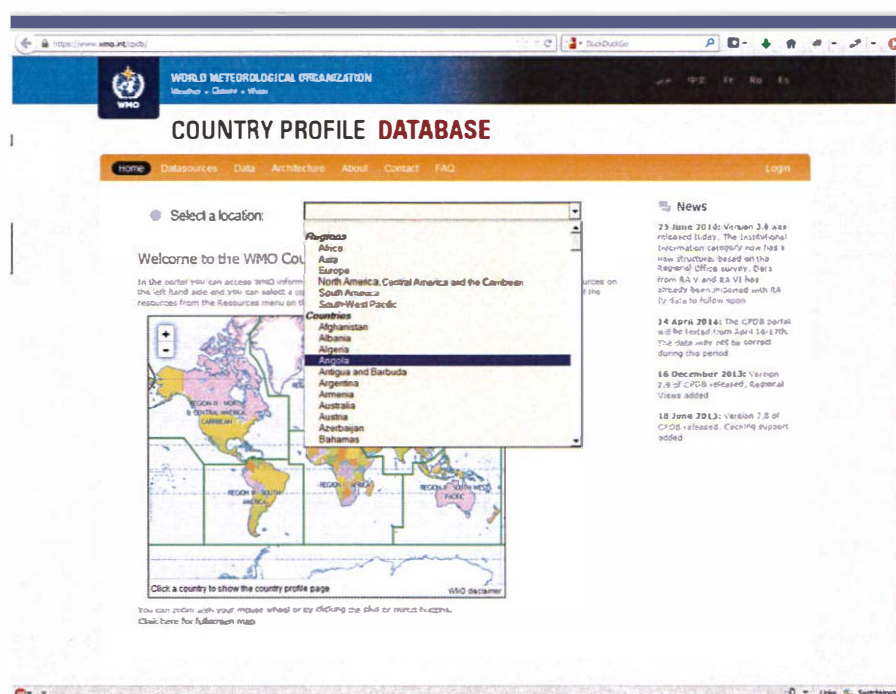 https://www.wmo.int/cpdb/
DuckDuckGo
WMO
WORLD METEOROLOGICAL ORGANIZATION
Weather • Climate • Water
中文 Fr Ru Es
COUNTRY PROFILE DATABASE
Home Datasources Data Architecture About Contact FAQ Login
Select a location:
Regions
Africa
Asia
Europe
North America, Central America and the Caribbean
South America
South-West Pacific
Countries
Afghanistan
Albania
Algeria
Angola
Antigua and Barbuda
Argentina
Armenia
Australia
Austria
Azerbaijan
Bahamas
Welcome to the WMO Cou
In the portal you can access WMO inform
urces on
the left hand side and you can select a co
f the
resources from the Resources menu on th
+
-
REGION IV - NORTH
& CENTRAL AMERICA,
CARIBBEAN
REGION III - SOUTH
AMERICA
REGION I - AFRICA
REGION V - SOUTH WEST
PACIFIC
Click a country to show the country profile page
WMO disclaimer
You can zoom with your mouse wheel or by clicking the plus or minus buttons.
Click here for fullscreen map
News
23 June 2014: Version 3.0 was
released today. The Institutional
Information category now has a
new structure, based on the
Regional Office survey. Data
from RA V and RA VI has
already been imported with RA
IV data to follow soon
14 April 2014: The CPDB portal
will be tested from April 16-17th.
The data may not be correct
during this period
16 December 2013: Version
2.9 of CPDB released, Regional
Views added
18 June 2013: Version 2.8 of
CPDB released. Caching support
added